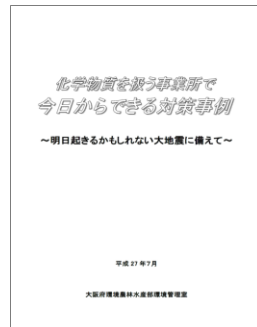 化学物質を扱う事業所で
今日からできる対策事例
～明日起きるかもしれない大地震に備えて～
平成 27 年 7 月
大阪府環境農林水産部環境管理室